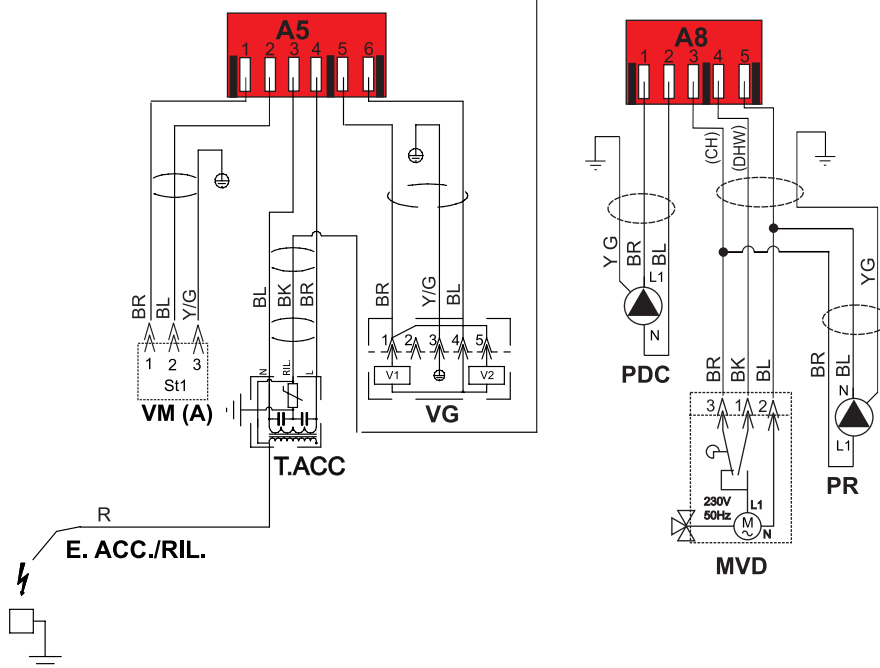 A5
1 2 3 4 5 6
BR
BL
Y/G
BL
BK
BR
BR
Y/G
BL
1 2 3
St1
VM (A)
N
RIL.
L
T.ACC
1 2 3 4 5
V1
V2
VG
R
E. ACC./RIL.
A8
1 2 3 4 5
(CH)
(DHW)
Y G
BR
BL
L1
N
PDC
BR
BK
BL
3 1 2
230V
50Hz
L1
M
~
N
MVD
BR
BL
YG
N
L1
PR